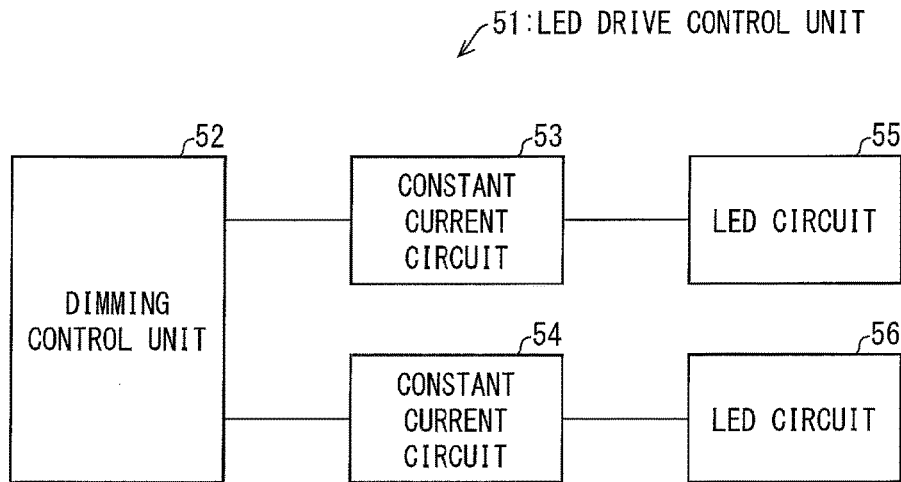 51:LED DRIVE CONTROL UNIT
52
53
55
CONSTANT
CURRENT
CIRCUIT
LED CIRCUIT
DIMMING
CONTROL UNIT
54
56
CONSTANT
CURRENT
CIRCUIT
LED CIRCUIT